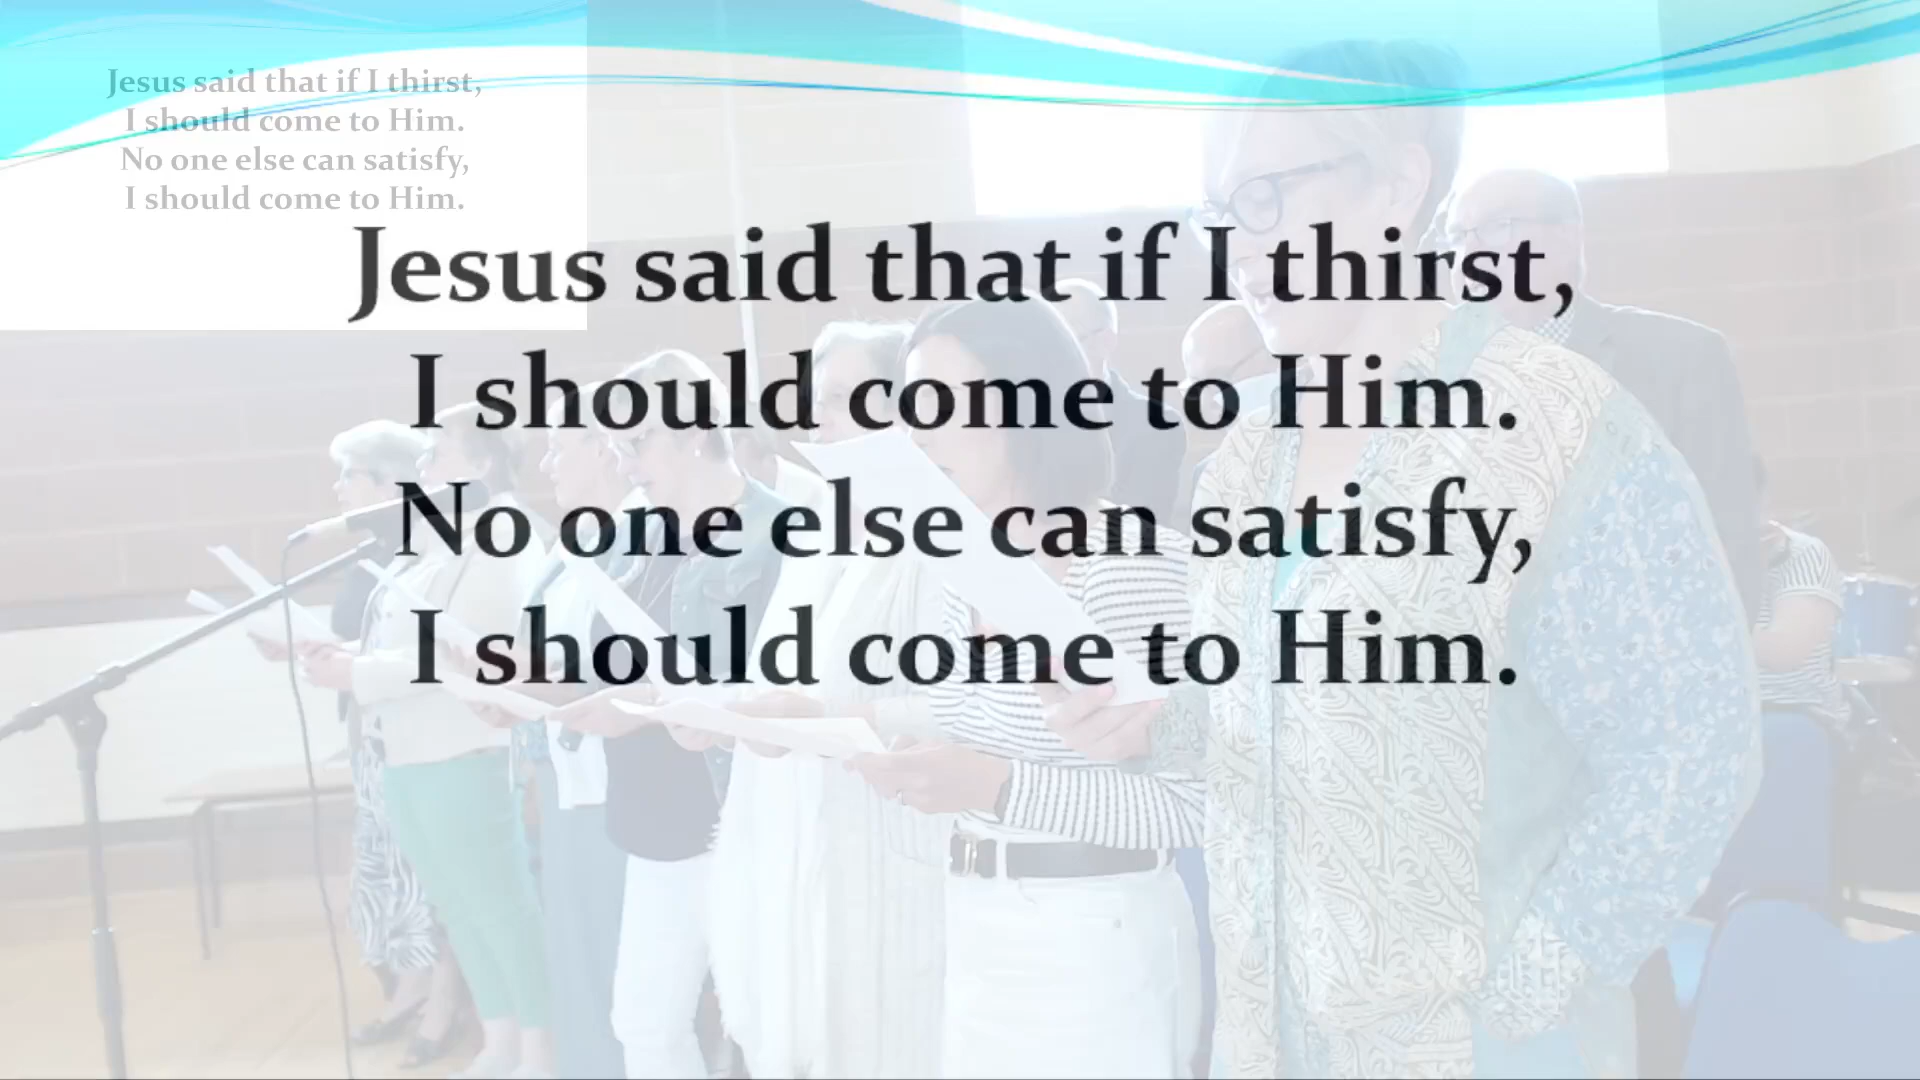 Jesus said that if I thirst,
I should come to Him.
No one else can satisfy,
I should come to Him.
Jesus said that if I thirst,
I should come to Him.
No one else can satisfy,
I should come to Him.